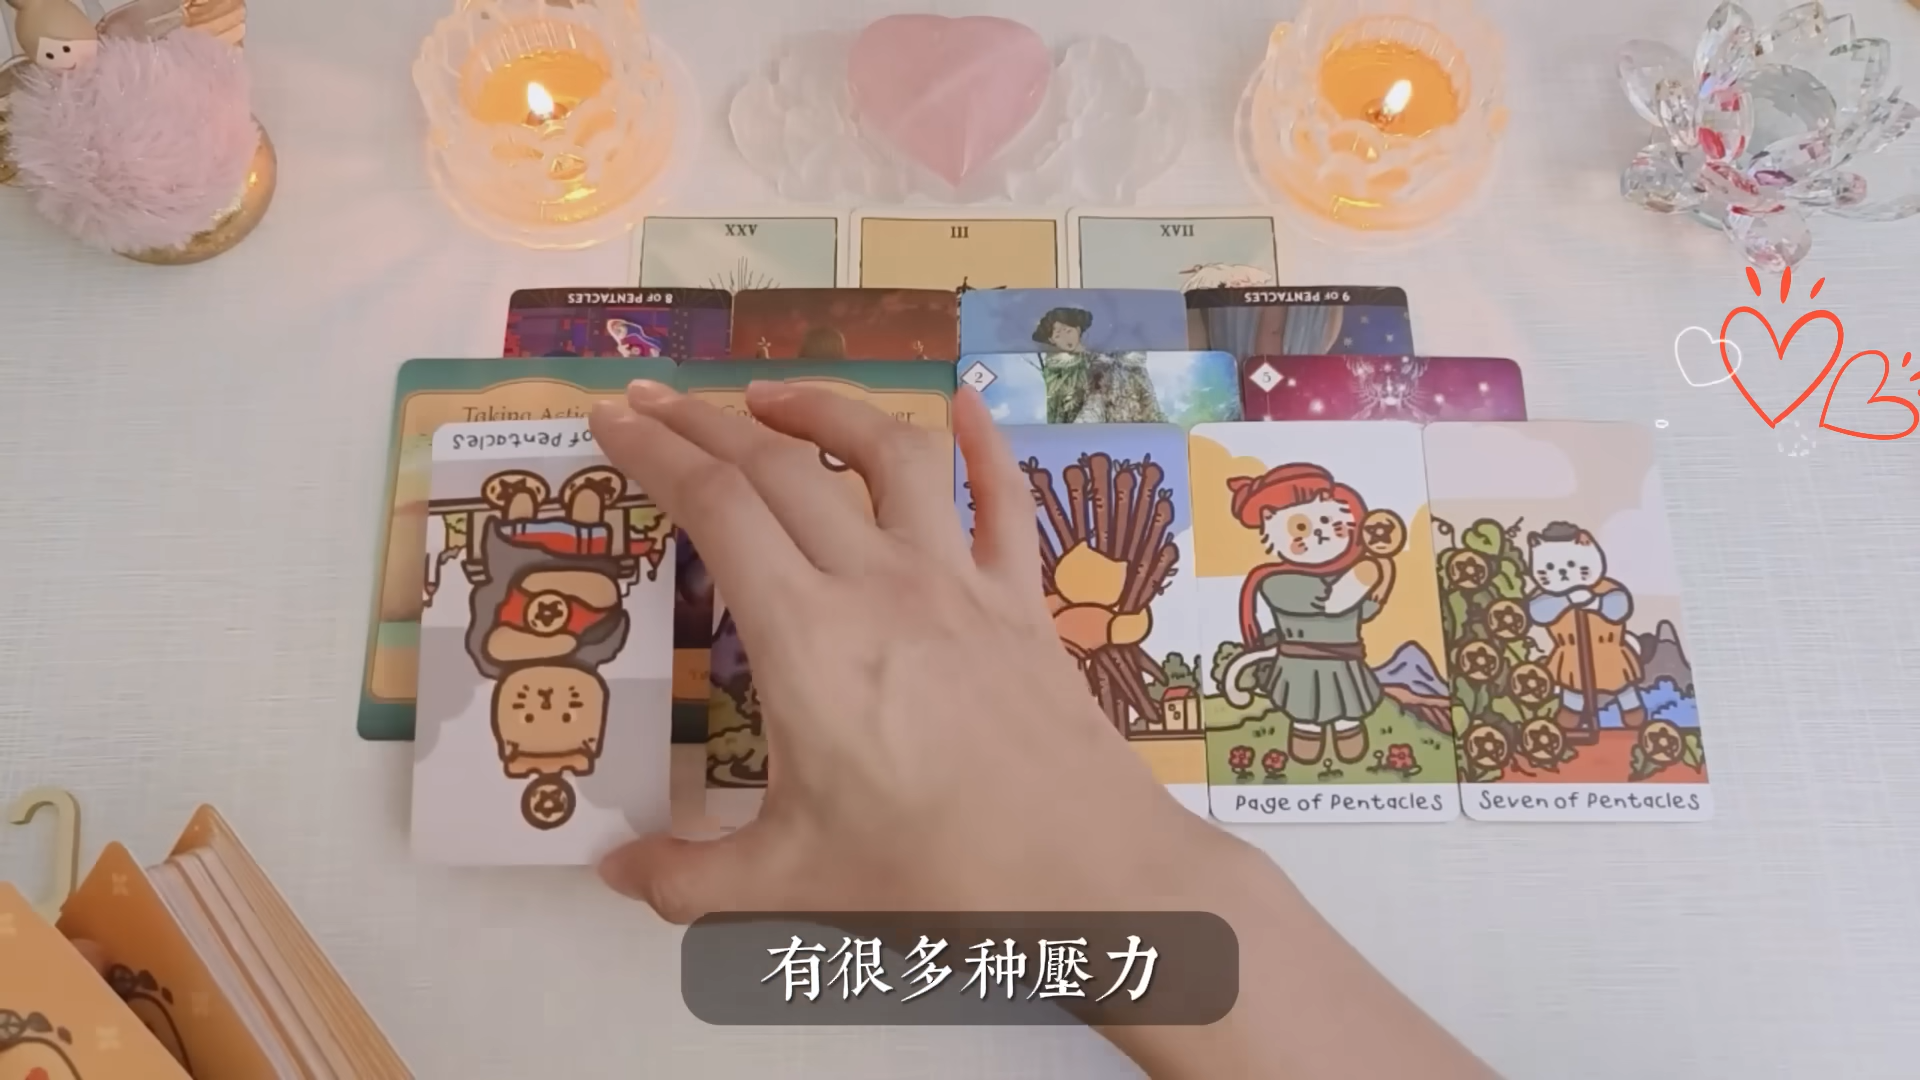 XXV
III
XVII
8 OF PENTACLES
9 OF PENTACLES
Taking
2
5
of Pentacles
Page of Pentacles
Seven of Pentacles
有很多种壓力